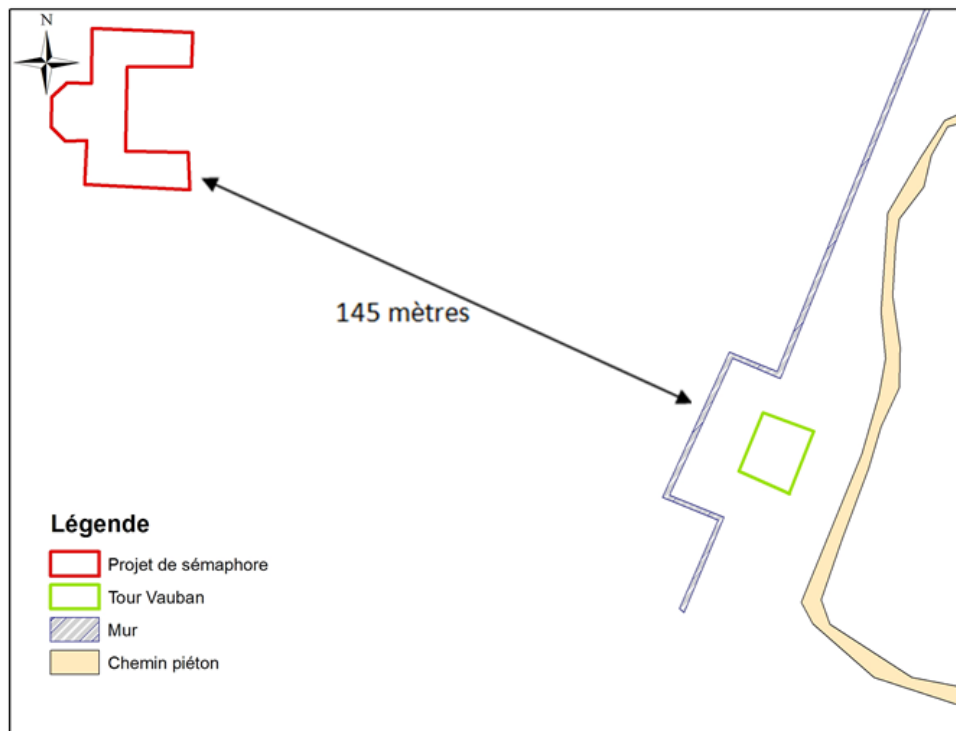 N
145 mètres
Légende
Projet de sémaphore
Tour Vauban
Mur
Chemin piéton